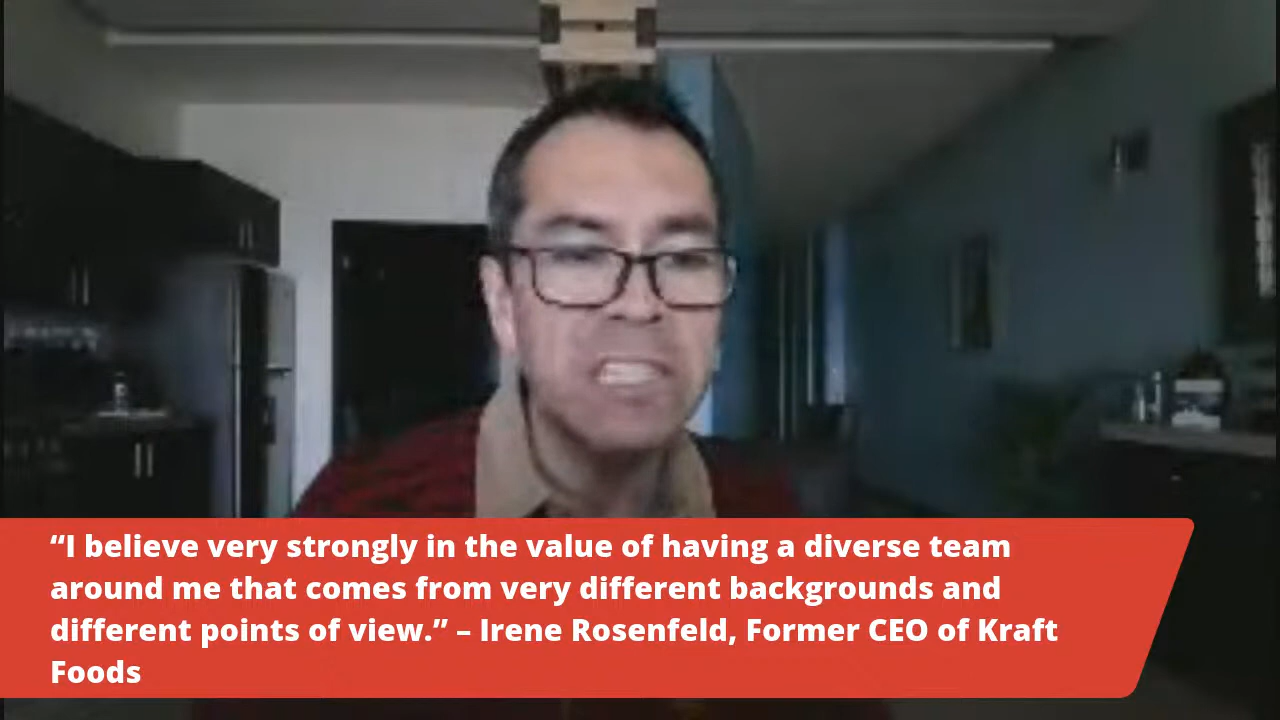 “I believe very strongly in the value of having a diverse team
around me that comes from very different backgrounds and
different points of view.” – Irene Rosenfeld, Former CEO of Kraft
Foods